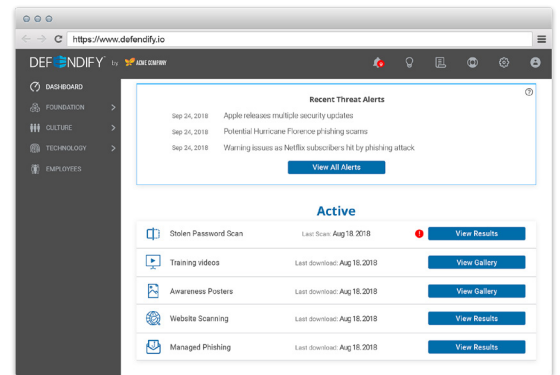 https://www.defendify.io
DEFENDIFY by ACME COMPANY
DASHBOARD
FOUNDATION
CULTURE
TECHNOLOGY
EMPLOYEES
Recent Threat Alerts
Sep 24, 2018 Apple releases multiple security updates
Sep 24, 2018 Potential Hurricane Florence phishing scams
Sep 24, 2018 Warning issues as Netflix subscribers hit by phishing attack
View All Alerts
Active
Stolen Password Scan Last Scan: Aug 18, 2018 View Results
Training videos Last download: Aug 18, 2018 View Gallery
Awareness Posters Last download: Aug 18, 2018 View Gallery
Website Scanning Last download: Aug 18, 2018 View Results
Managed Phishing Last download: Aug 18, 2018 View Results